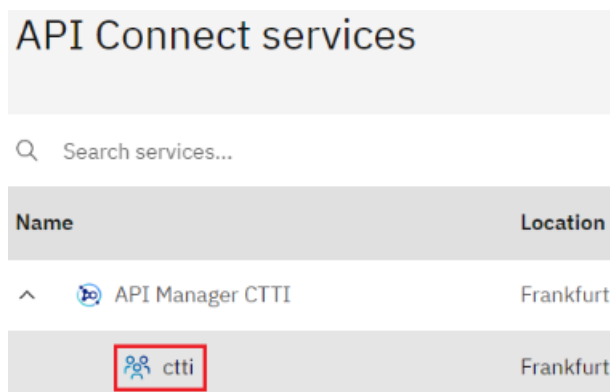 API Connect services
Search services...
Name Location
API Manager CTTI Frankfurt
ctti Frankfurt